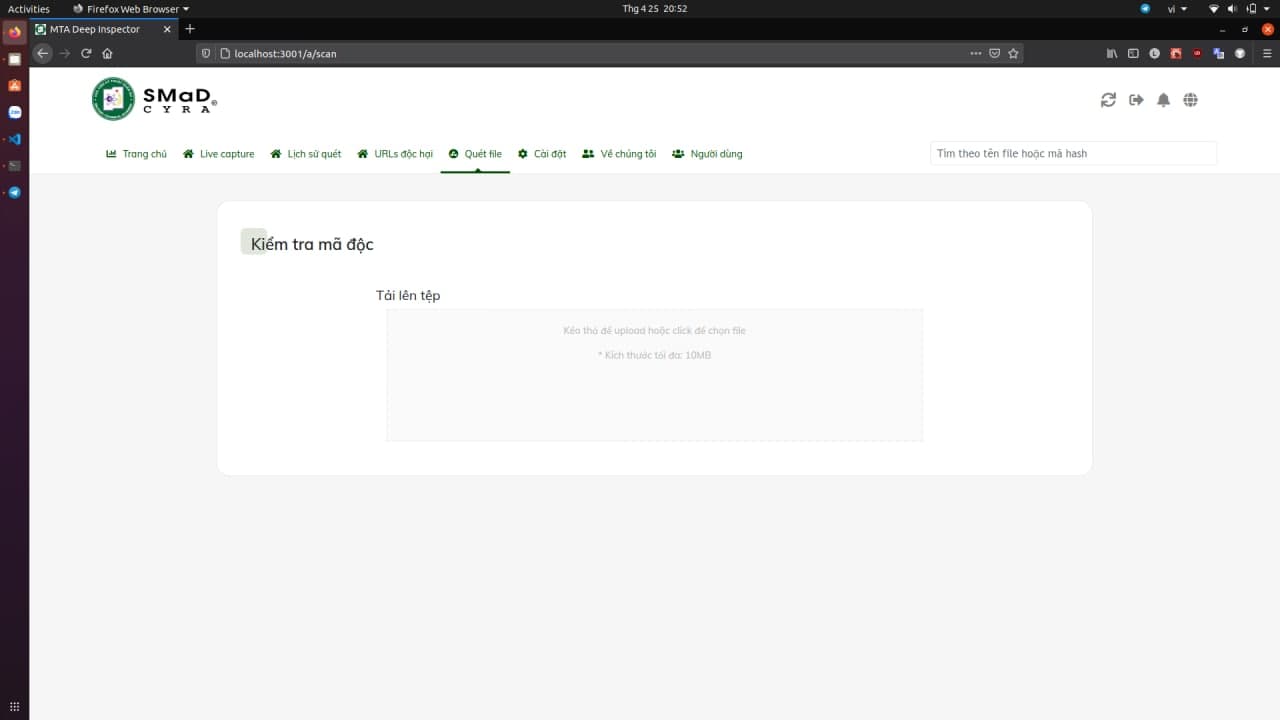 Activities Firefox Web Browser Thg 4 25 20:52 vi
MTA Deep Inspector
localhost:3001/a/scan
SMaD®
CYRA
Trang chủ Live capture Lịch sử quét URLs độc hại Quét file Cài đặt Về chúng tôi Người dùng Tìm theo tên file hoặc mã hash
Kiểm tra mã độc
Tải lên tệp
Kéo thả để upload hoặc click để chọn file
* Kích thước tối đa: 10MB